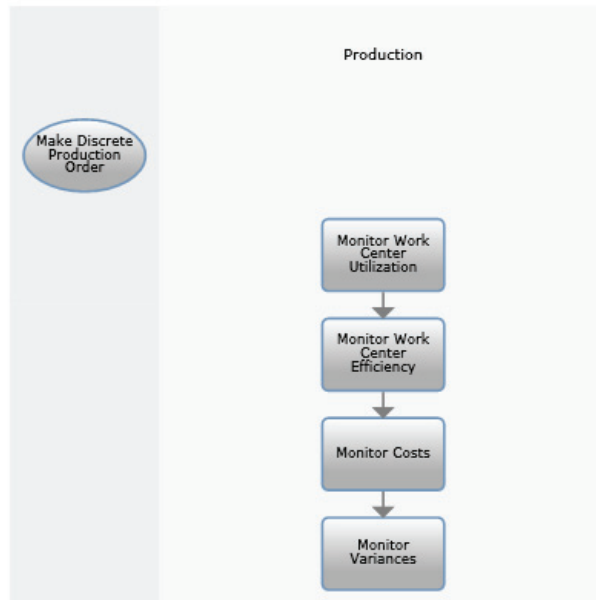 Production
Make Discrete
Production
Order
Monitor Work
Center
Utilization
Monitor Work
Center
Efficiency
Monitor Costs
Monitor
Variances